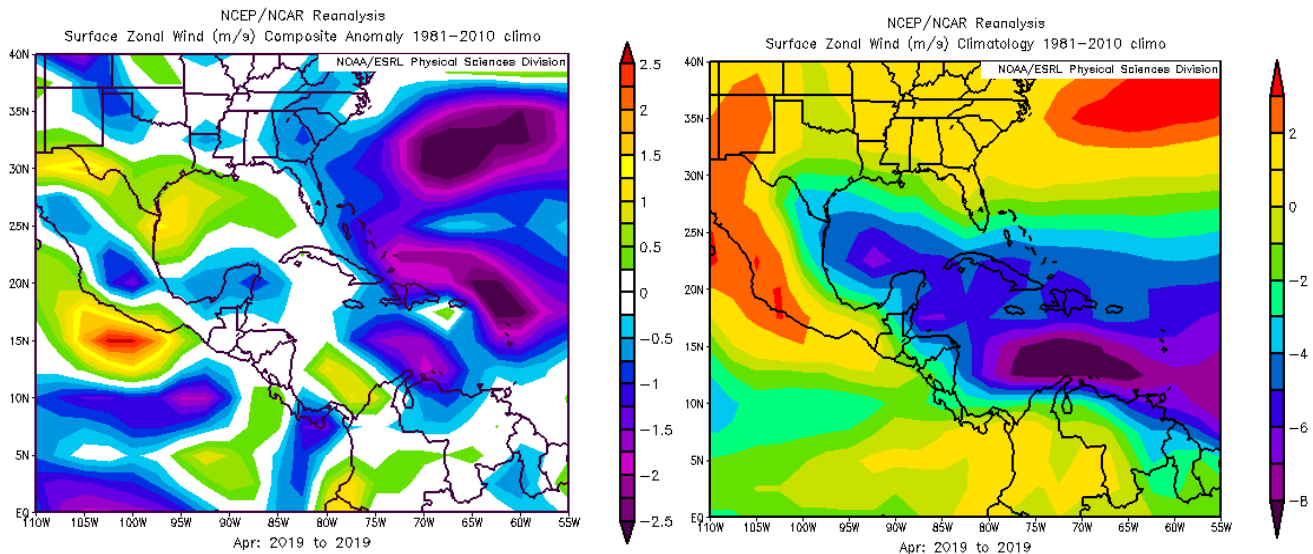 NCEP/NCAR Reanalysis
Surface Zonal Wind (m/s) Composite Anomaly 1981-2010 climo
NOAA/ESRL Physical Sciences Division
40N
35N
30N
25N
20N
15N
10N
5N
EQ
110W 105W 100W 95W 90W 85W 80W 75W 70W 65W 60W 55W
Apr: 2019 to 2019
2.5
2
1.5
1
0.5
0
-0.5
-1
-1.5
-2
-2.5
NCEP/NCAR Reanalysis
Surface Zonal Wind (m/s) Climatology 1981-2010 climo
NOAA/ESRL Physical Sciences Division
40N
35N
30N
25N
20N
15N
10N
5N
EQ
110W 105W 100W 95W 90W 85W 80W 75W 70W 65W 60W 55W
Apr: 2019 to 2019
2
0
-2
-4
-6
-8